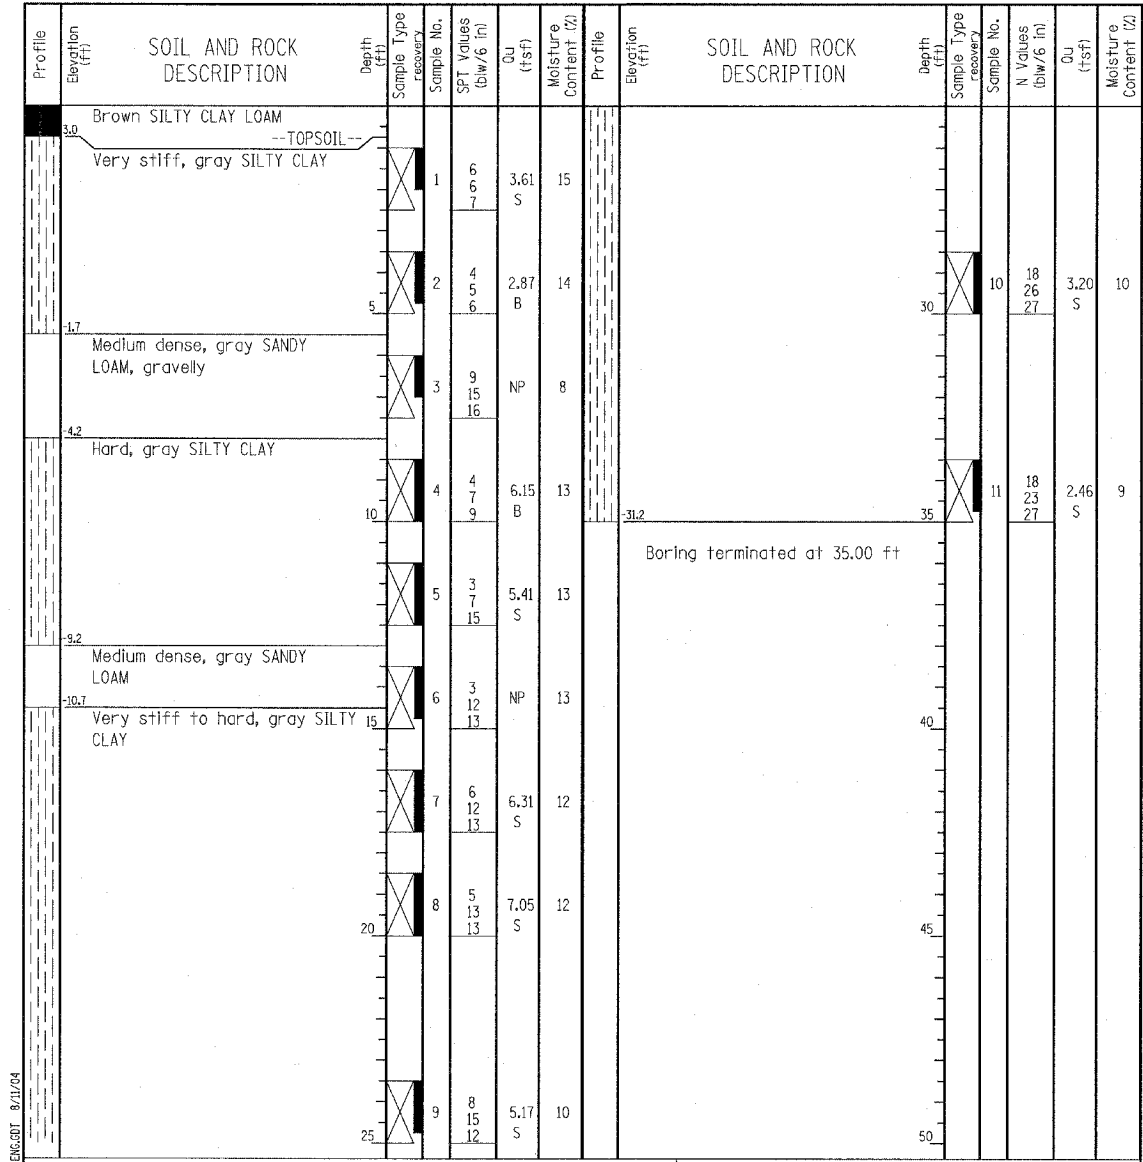 Profile
Elevation (ft)
SOIL AND ROCK
DESCRIPTION
Depth (ft)
Sample Type
recovery
Sample No.
SPT Values
(blw/6 in)
Qu
(tsf)
Moisture
Content (%)
Profile
Elevation (ft)
SOIL AND ROCK
DESCRIPTION
Depth (ft)
Sample Type
recovery
Sample No.
N Values
(blw/6 in)
Qu
(tsf)
Moisture
Content (%)
Brown SILTY CLAY LOAM
3.0
--TOPSOIL--
Very stiff, gray SILTY CLAY
1
6
6
7
3.61
S
15
2
4
5
6
2.87
B
14
5
-1.7
Medium dense, gray SANDY
LOAM, gravelly
3
9
15
16
NP
8
-4.2
Hard, gray SILTY CLAY
4
4
7
9
6.15
B
13
10
5
3
7
15
5.41
S
13
-9.2
Medium dense, gray SANDY
LOAM
6
3
12
13
NP
13
-10.7
Very stiff to hard, gray SILTY
CLAY
15
7
6
12
13
6.31
S
12
8
5
13
13
7.05
S
12
20
9
8
15
12
5.17
S
10
25
10
18
26
27
3.20
S
10
30
11
18
23
27
2.46
S
9
-31.2
35
Boring terminated at 35.00 ft
40
45
50
ENG.GDT 8/11/04